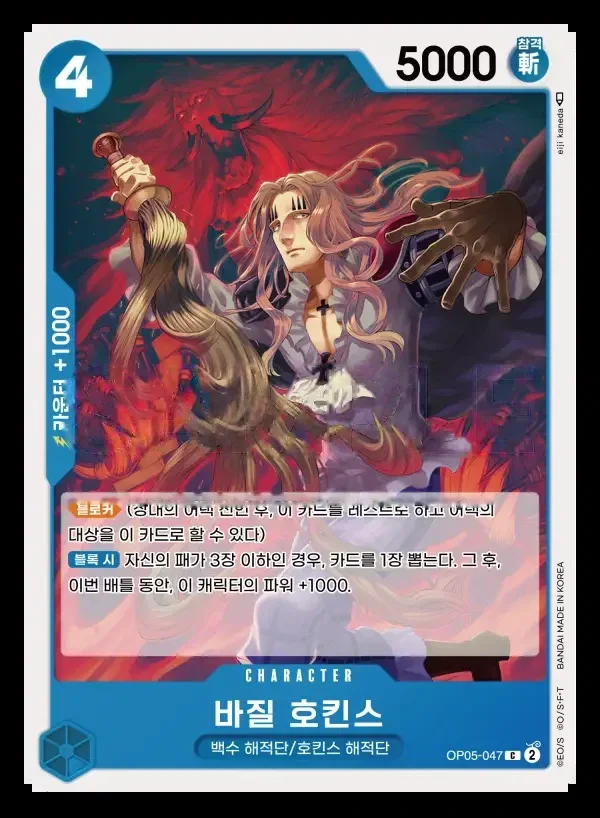 4
5000
참격
斬
eiji kaneda
카운터 +1000
블로커 (상대의 어택 선언 후, 이 카드를 레스트로 하고 어택의
대상을 이 카드로 할 수 있다)
블록 시 자신의 패가 3장 이하인 경우, 카드를 1장 뽑는다. 그 후,
이번 배틀 동안, 이 캐릭터의 파워 +1000.
CHARACTER
바질 호킨스
백수 해적단/호킨스 해적단
OP05-047 C 2
©EO/S ©O/S·F·T BANDAI MADE IN KOREA